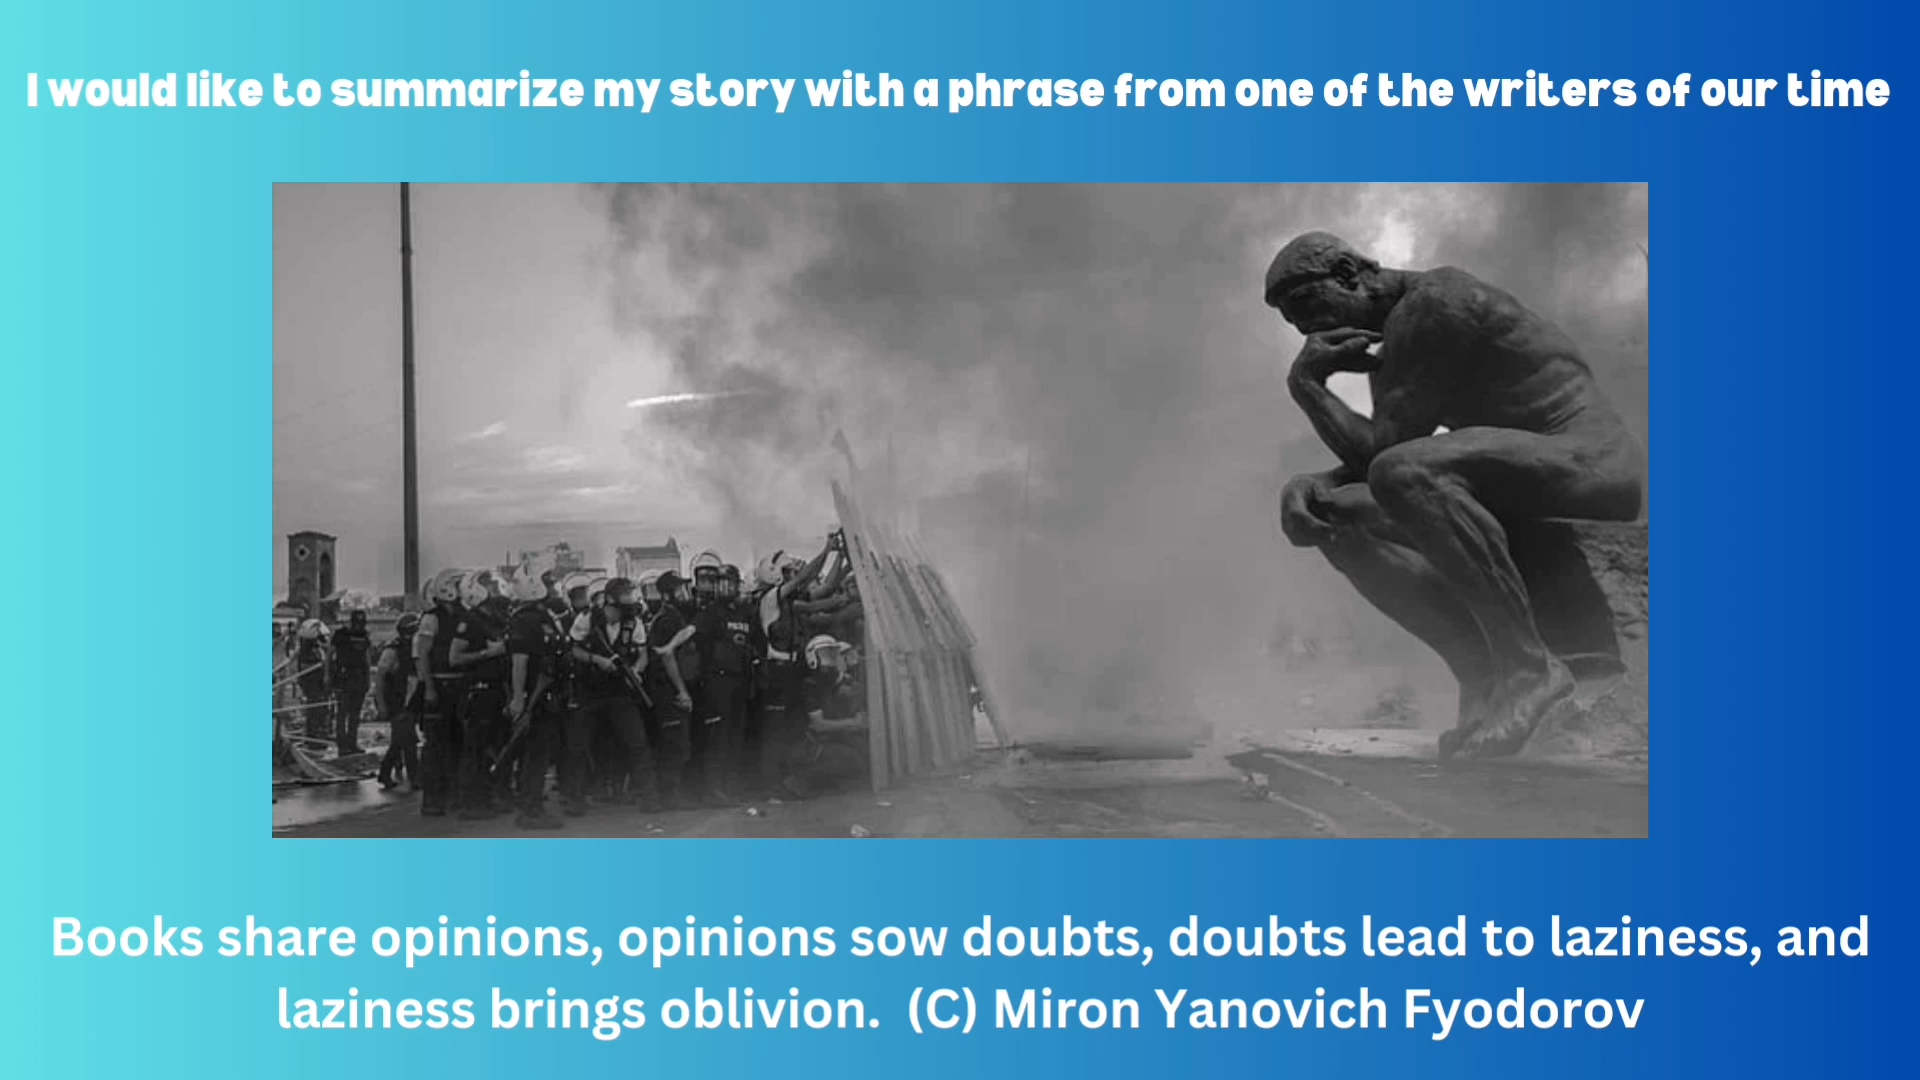 I would like to summarize my story with a phrase from one of the writers of our time
Books share opinions, opinions sow doubts, doubts lead to laziness, and
laziness brings oblivion.  (C) Miron Yanovich Fyodorov